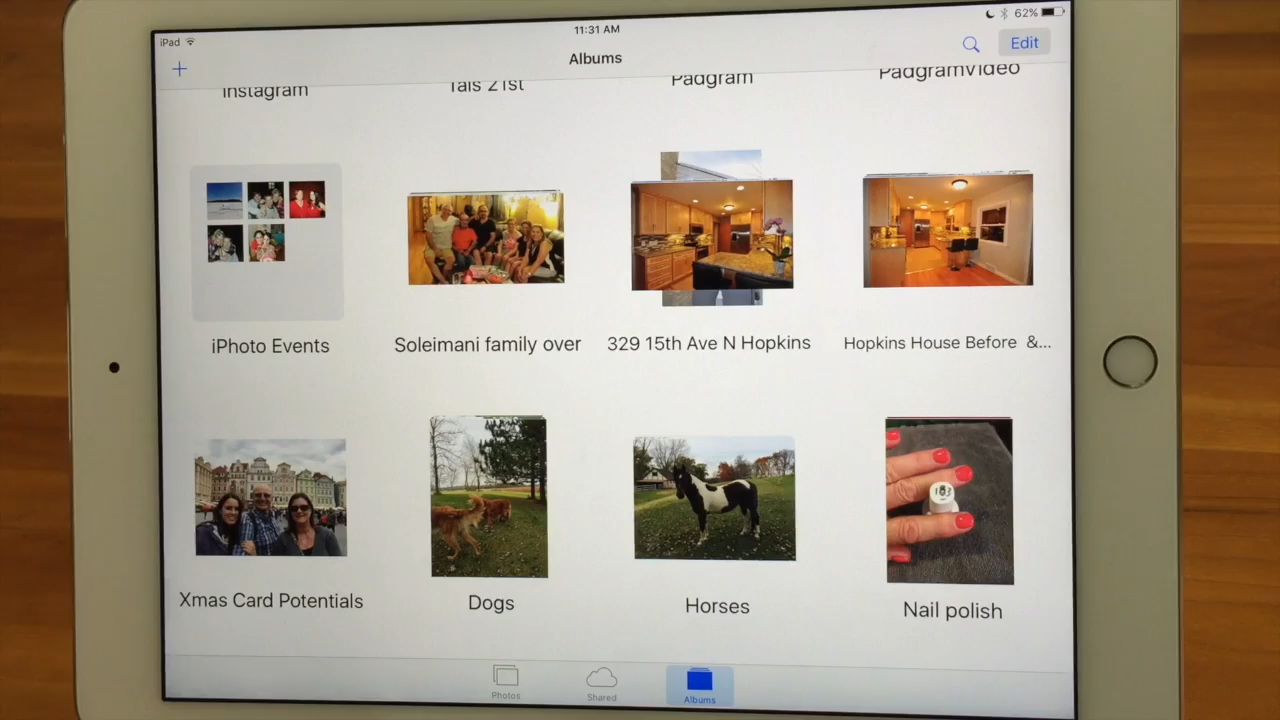 iPad
11:31 AM
62%
+
Albums
Edit
Instagram
Tals 21st
Padgram
PadgramVideo
iPhoto Events
Soleimani family over
329 15th Ave N Hopkins
Hopkins House Before &...
Xmas Card Potentials
Dogs
Horses
Nail polish
Photos
Shared
Albums